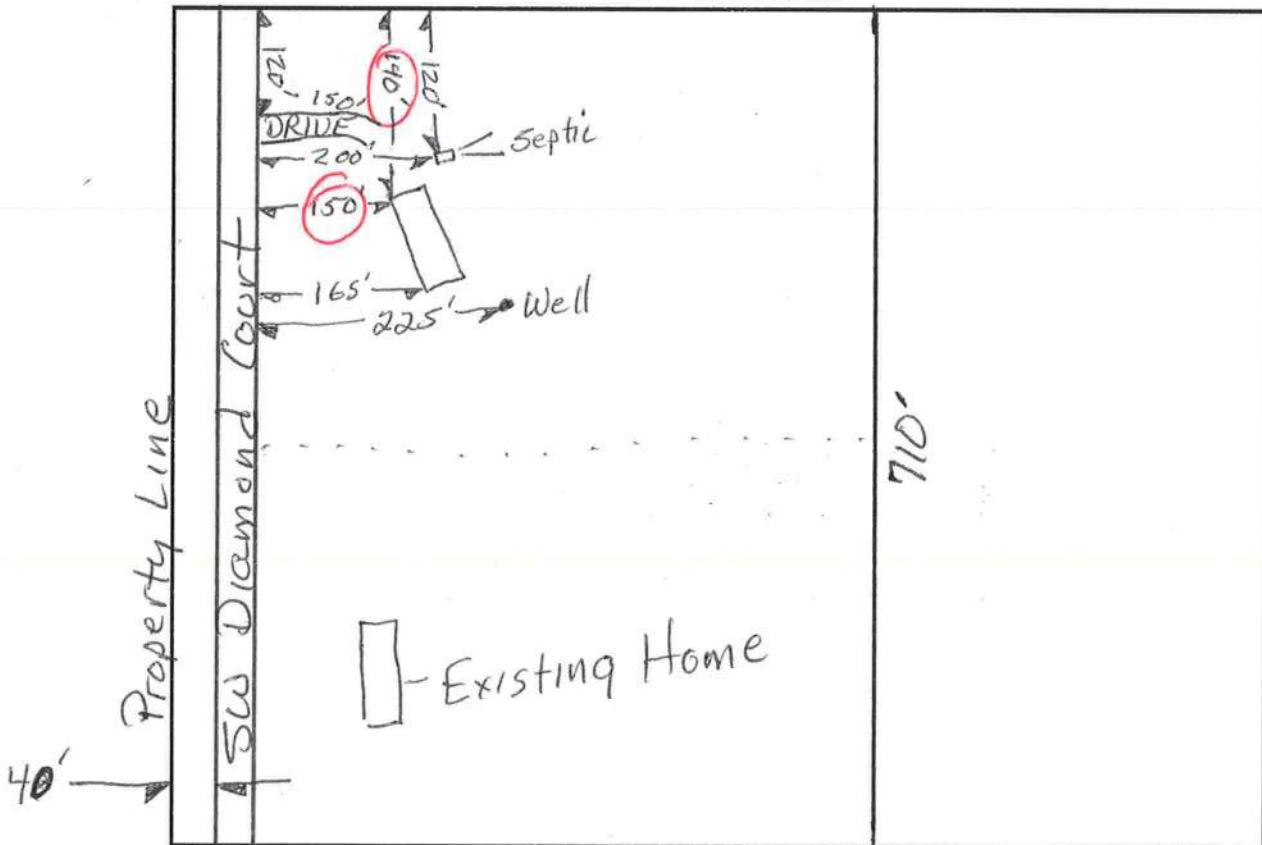 120'
140'
120'
150'
DRIVE
200'
Septic
150'
165'
225'
Well
710'
Property Line
SW Diamond Court
Existing Home
40'